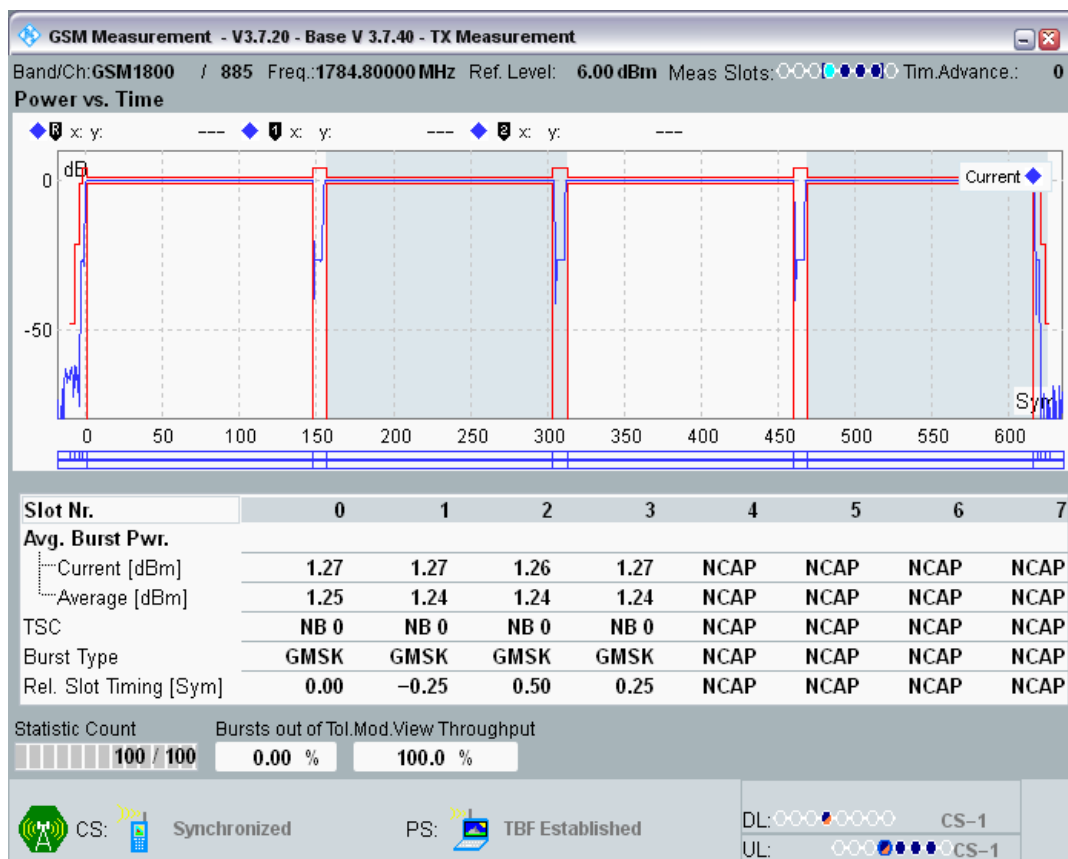 GSM Measurement - V3.7.20 - Base V 3.7.40 - TX Measurement
Band/Ch:GSM1800 / 885 Freq.:1784.80000 MHz Ref. Level: 6.00 dBm Meas Slots: Tim.Advance.: 0
Power vs. Time
R x: y: --- 1 x: y: --- 2 x: y: ---
dB
Current
0
-50
Sym
0 50 100 150 200 250 300 350 400 450 500 550 600
Slot Nr. 0 1 2 3 4 5 6 7
Avg. Burst Pwr.
Current [dBm] 1.27 1.27 1.26 1.27 NCAP NCAP NCAP NCAP
Average [dBm] 1.25 1.24 1.24 1.24 NCAP NCAP NCAP NCAP
TSC NB 0 NB 0 NB 0 NB 0 NCAP NCAP NCAP NCAP
Burst Type GMSK GMSK GMSK GMSK NCAP NCAP NCAP NCAP
Rel. Slot Timing [Sym] 0.00 −0.25 0.50 0.25 NCAP NCAP NCAP NCAP
Statistic Count Bursts out of Tol. Mod.View Throughput
100 / 100 0.00 % 100.0 %
CS: Synchronized PS: TBF Established DL: CS−1
UL: CS−1